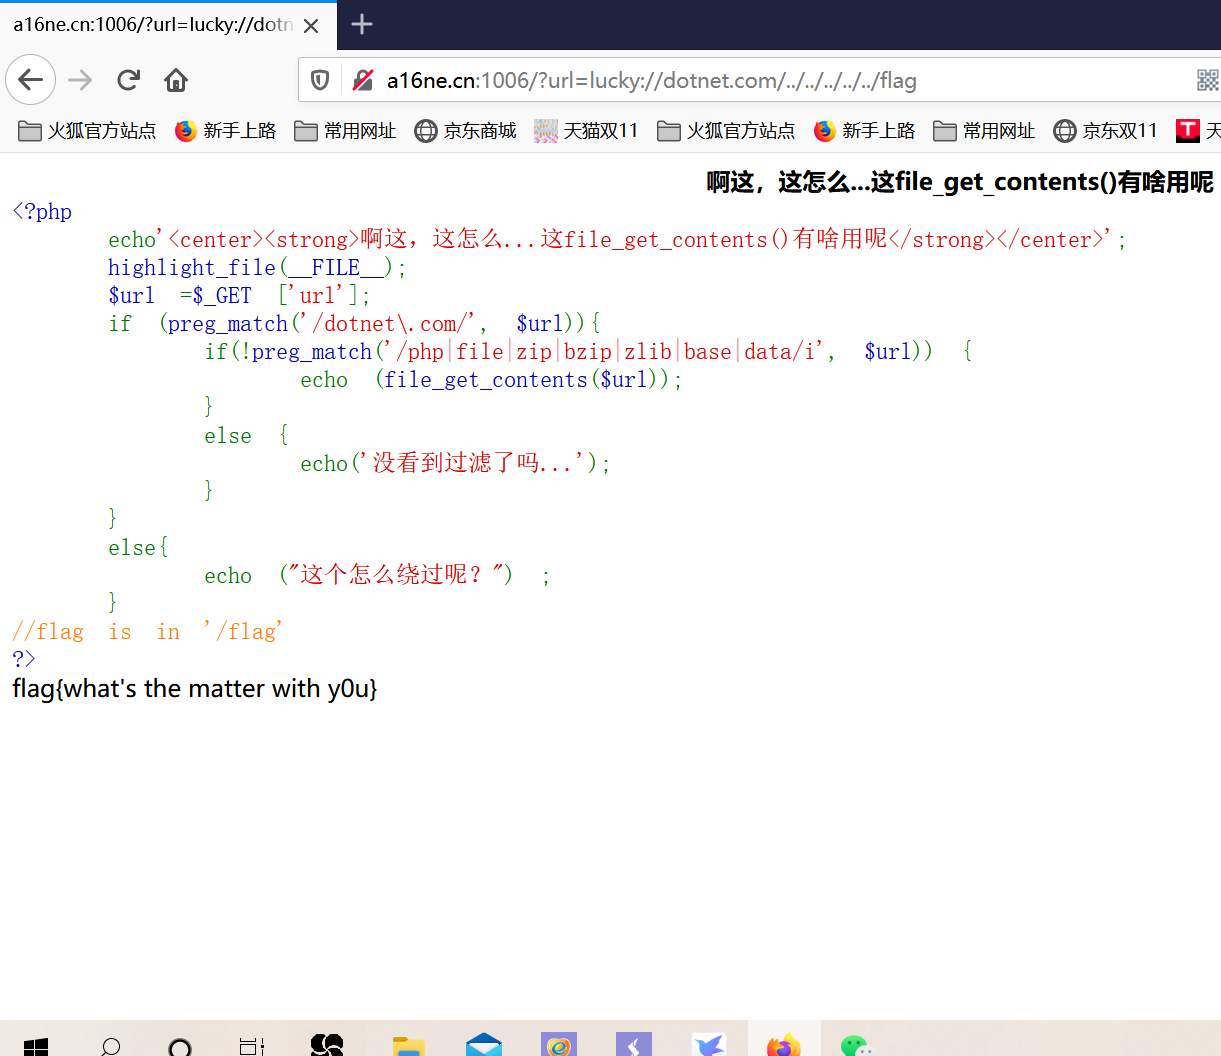 a16ne.cn:1006/?url=lucky://dotn
a16ne.cn:1006/?url=lucky://dotnet.com/../../../../../flag
火狐官方站点 新手上路 常用网址 京东商城 天猫双11 火狐官方站点 新手上路 常用网址 京东双11 T 天
啊这，这怎么...这file_get_contents()有啥用呢
<?php
echo'<center><strong>啊这，这怎么...这file_get_contents()有啥用呢</strong></center>';
highlight_file(__FILE__);
$url =$_GET ['url'];
if (preg_match('/dotnet\.com/', $url)){
if(!preg_match('/php|file|zip|bzip|zlib|base|data/i', $url)) {
echo (file_get_contents($url));
}
else {
echo('没看到过滤了吗...');
}
}
else{
echo ("这个怎么绕过呢？") ;
}
//flag is in '/flag'
?>
flag{what's the matter with y0u}